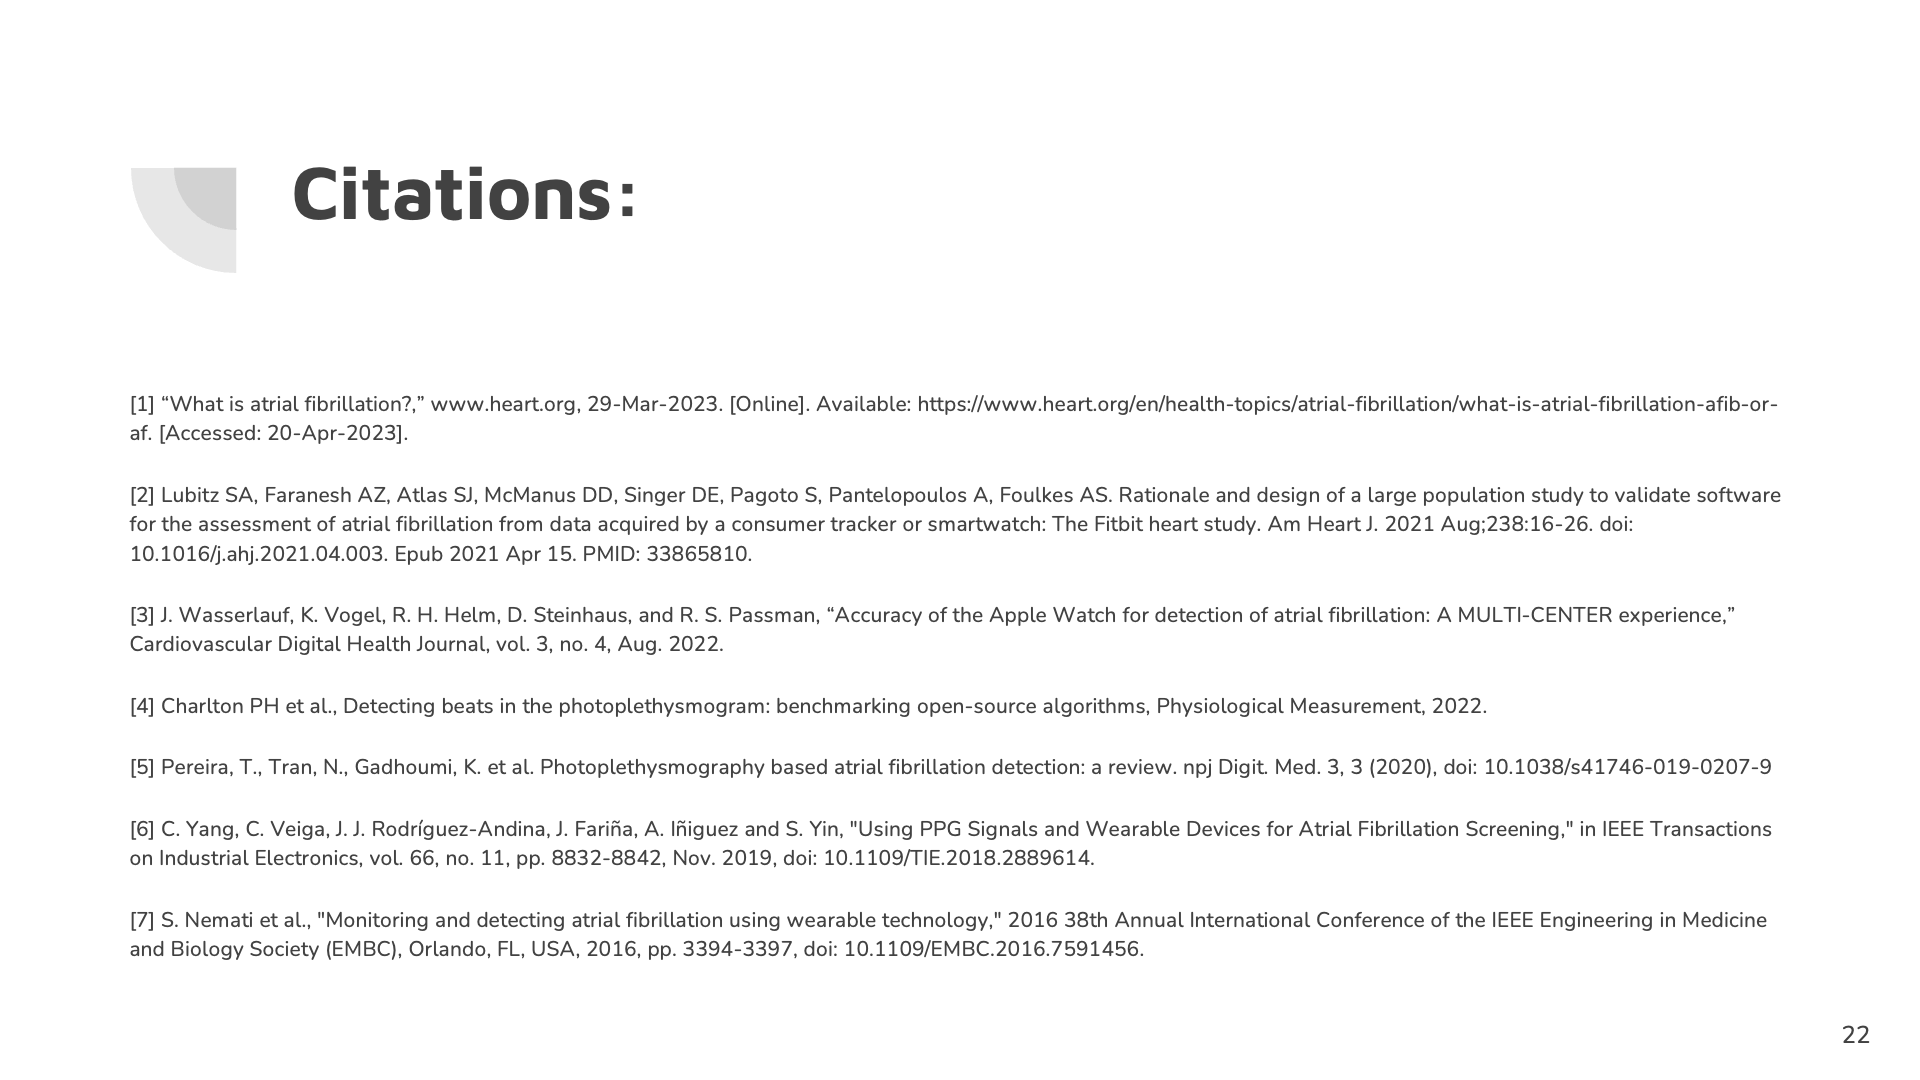 Citations:
[1] “What is atrial fibrillation?,” www.heart.org, 29-Mar-2023. [Online]. Available: https://www.heart.org/en/health-topics/atrial-fibrillation/what-is-atrial-fibrillation-afib-or-
af. [Accessed: 20-Apr-2023].
[2] Lubitz SA, Faranesh AZ, Atlas SJ, McManus DD, Singer DE, Pagoto S, Pantelopoulos A, Foulkes AS. Rationale and design of a large population study to validate software
for the assessment of atrial fibrillation from data acquired by a consumer tracker or smartwatch: The Fitbit heart study. Am Heart J. 2021 Aug;238:16-26. doi:
10.1016/j.ahj.2021.04.003. Epub 2021 Apr 15. PMID: 33865810.
[3] J. Wasserlauf, K. Vogel, R. H. Helm, D. Steinhaus, and R. S. Passman, “Accuracy of the Apple Watch for detection of atrial fibrillation: A MULTI-CENTER experience,”
Cardiovascular Digital Health Journal, vol. 3, no. 4, Aug. 2022.
[4] Charlton PH et al., Detecting beats in the photoplethysmogram: benchmarking open-source algorithms, Physiological Measurement, 2022.
[5] Pereira, T., Tran, N., Gadhoumi, K. et al. Photoplethysmography based atrial fibrillation detection: a review. npj Digit. Med. 3, 3 (2020), doi: 10.1038/s41746-019-0207-9
[6] C. Yang, C. Veiga, J. J. Rodríguez-Andina, J. Fariña, A. Iñiguez and S. Yin, "Using PPG Signals and Wearable Devices for Atrial Fibrillation Screening," in IEEE Transactions
on Industrial Electronics, vol. 66, no. 11, pp. 8832-8842, Nov. 2019, doi: 10.1109/TIE.2018.2889614.
[7] S. Nemati et al., "Monitoring and detecting atrial fibrillation using wearable technology," 2016 38th Annual International Conference of the IEEE Engineering in Medicine
and Biology Society (EMBC), Orlando, FL, USA, 2016, pp. 3394-3397, doi: 10.1109/EMBC.2016.7591456.
22